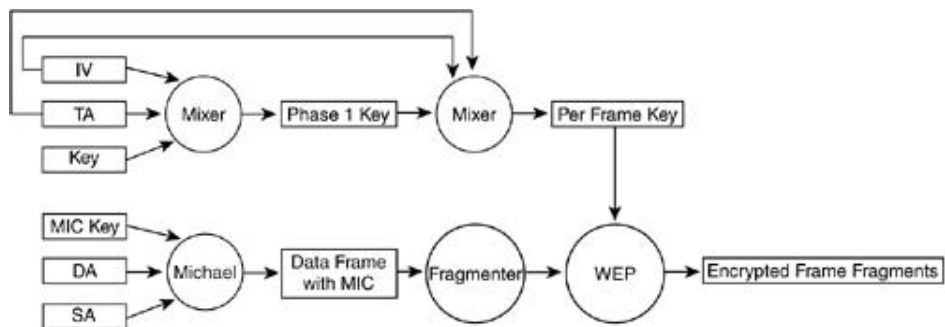 IV
TA
Key
Mixer
Phase 1 Key
Mixer
Per Frame Key
MIC Key
DA
SA
Michael
Data Frame
with MIC
Fragmenter
WEP
Encrypted Frame Fragments